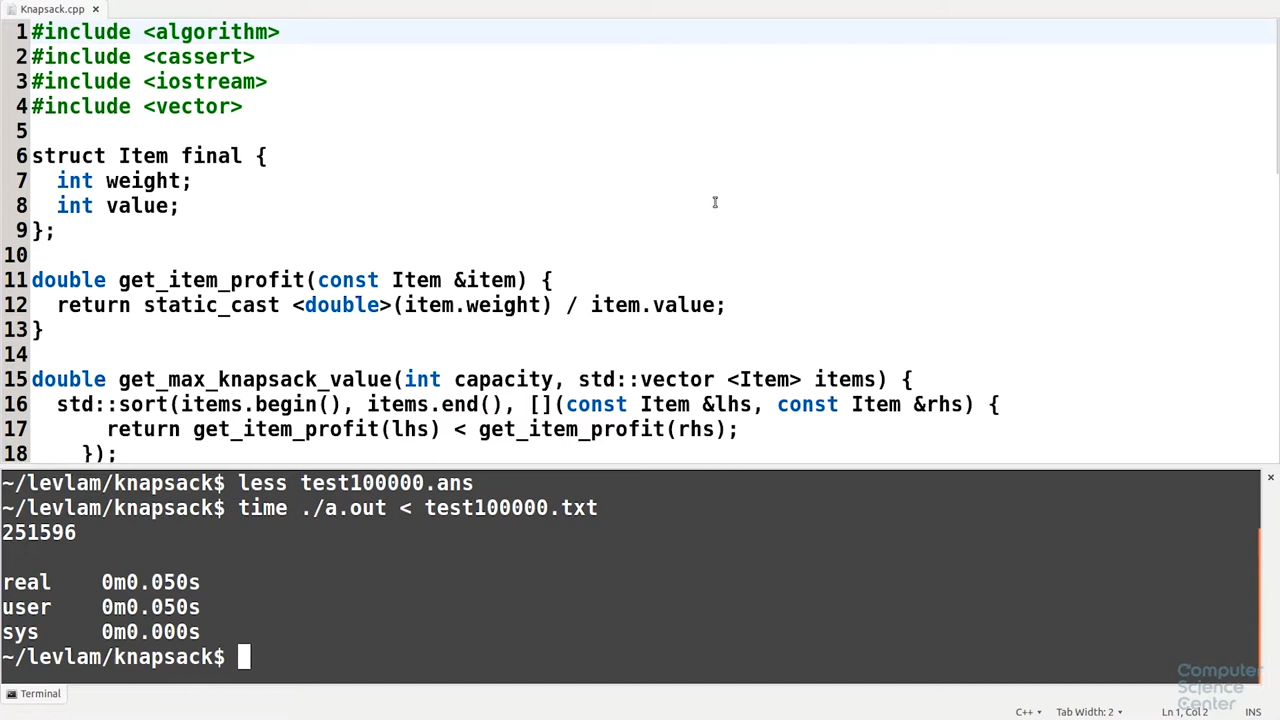 Knapsack.cpp ×
1 #include <algorithm>
2 #include <cassert>
3 #include <iostream>
4 #include <vector>
5
6 struct Item final {
7   int weight;
8   int value;
9 };
10
11 double get_item_profit(const Item &item) {
12   return static_cast <double>(item.weight) / item.value;
13 }
14
15 double get_max_knapsack_value(int capacity, std::vector <Item> items) {
16   std::sort(items.begin(), items.end(), [](const Item &lhs, const Item &rhs) {
17       return get_item_profit(lhs) < get_item_profit(rhs);
18     });
~/levlam/knapsack$ less test100000.ans
~/levlam/knapsack$ time ./a.out < test100000.txt
251596
real    0m0.050s
user    0m0.050s
sys     0m0.000s
~/levlam/knapsack$
Computer
Science
Center
Terminal
C++ Tab Width: 2 Ln 1, Col 2 INS